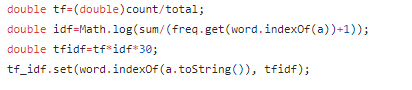 double tf=(double)count/total;
double idf=Math.log(sum/(freq.get(word.indexOf(a))+1));
double tfidf=tf*idf*30;
tf_idf.set(word.indexOf(a.toString()), tfidf);